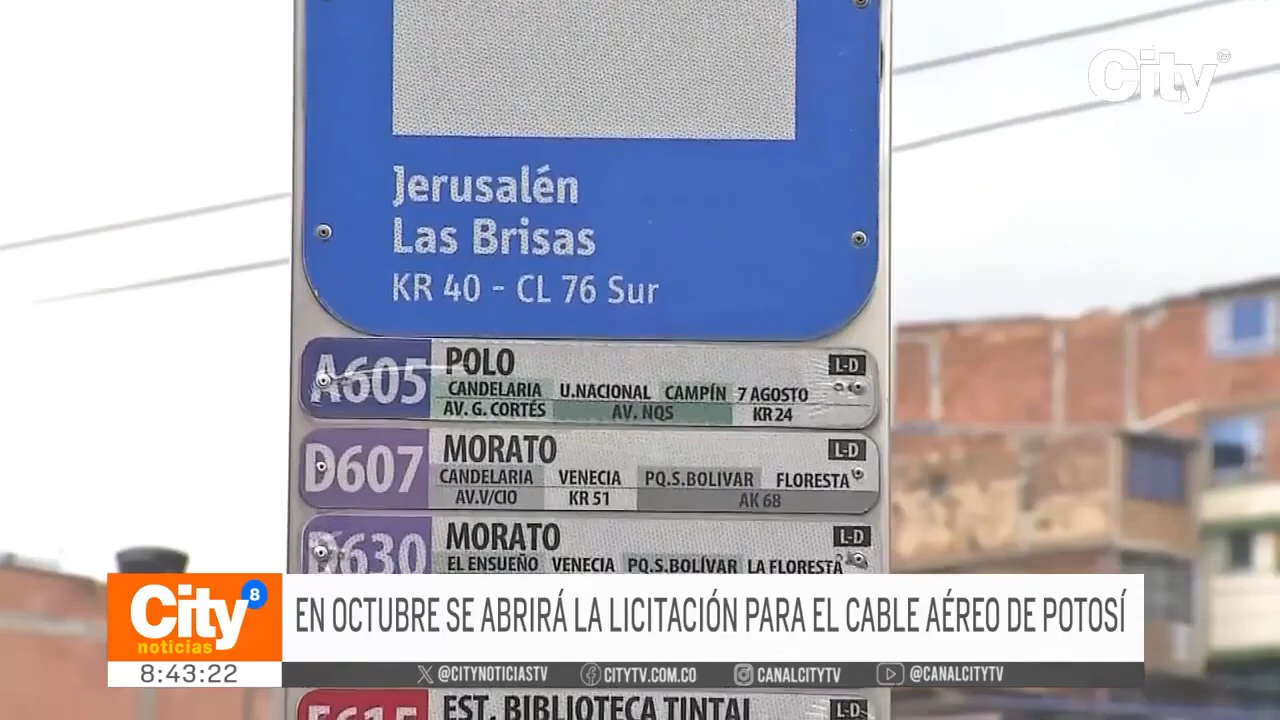 City tv
Jerusalén
Las Brisas
KR 40 - CL 76 Sur
A605 POLO L-D
CANDELARIA U.NACIONAL CAMPÍN 7 AGOSTO
AV. G. CORTÉS AV. NQS KR 24
D607 MORATO L-D
CANDELARIA VENECIA PQ.S.BOLIVAR FLORESTA
AV.V/CIO KR 51 AK 68
MORATO L-D
EL ENSUEÑO VENECIA PQ.S.BOLÍVAR LA FLORESTA
City 8
noticias
EN OCTUBRE SE ABRIRÁ LA LICITACIÓN PARA EL CABLE AÉREO DE POTOSÍ
8:43:22
@CITYNOTICIASTV CITYTV.COM.CO CANALCITYTV @CANALCITYTV
EST. BIBLIOTECA TINTAL L-D